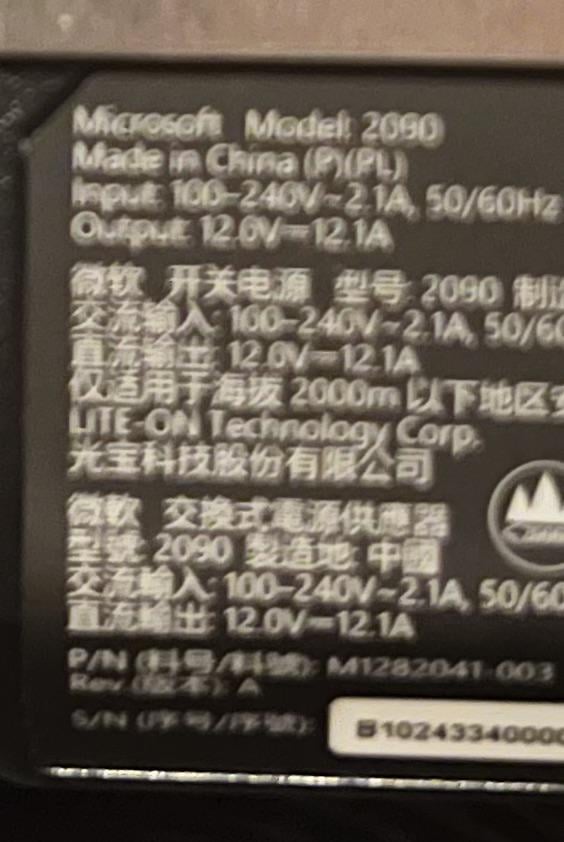 Microsoft Model: 2090
Made in China (P)(PL)
Input: 100-240V~2.1A, 50/60Hz
Output: 12.0V⎓12.1A
微软 开关电源 型号: 2090 制造
交流输入: 100-240V~2.1A, 50/60
直流输出: 12.0V⎓12.1A
仅适用于海拔 2000m 以下地区安
LITE-ON Technology Corp.
光宝科技股份有限公司
微軟 交換式電源供應器
型號: 2090 製造地: 中國
交流輸入: 100-240V~2.1A, 50/60
直流輸出: 12.0V⎓12.1A
P/N (料号/料號): M1282041-003
Rev (版本): A
S/N (序号/序號):
B1024334000